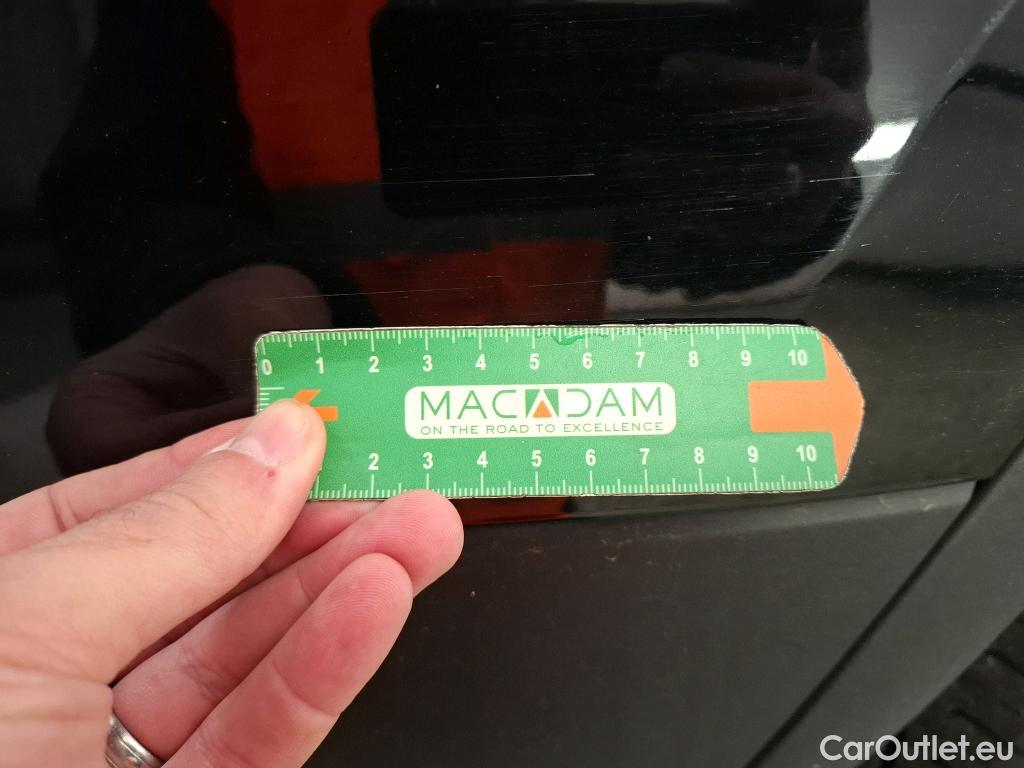 0 1 2 3 4 5 6 7 8 9 10
MACADAM
ON THE ROAD TO EXCELLENCE
2 3 4 5 6 7 8 9 10
CarOutlet.eu